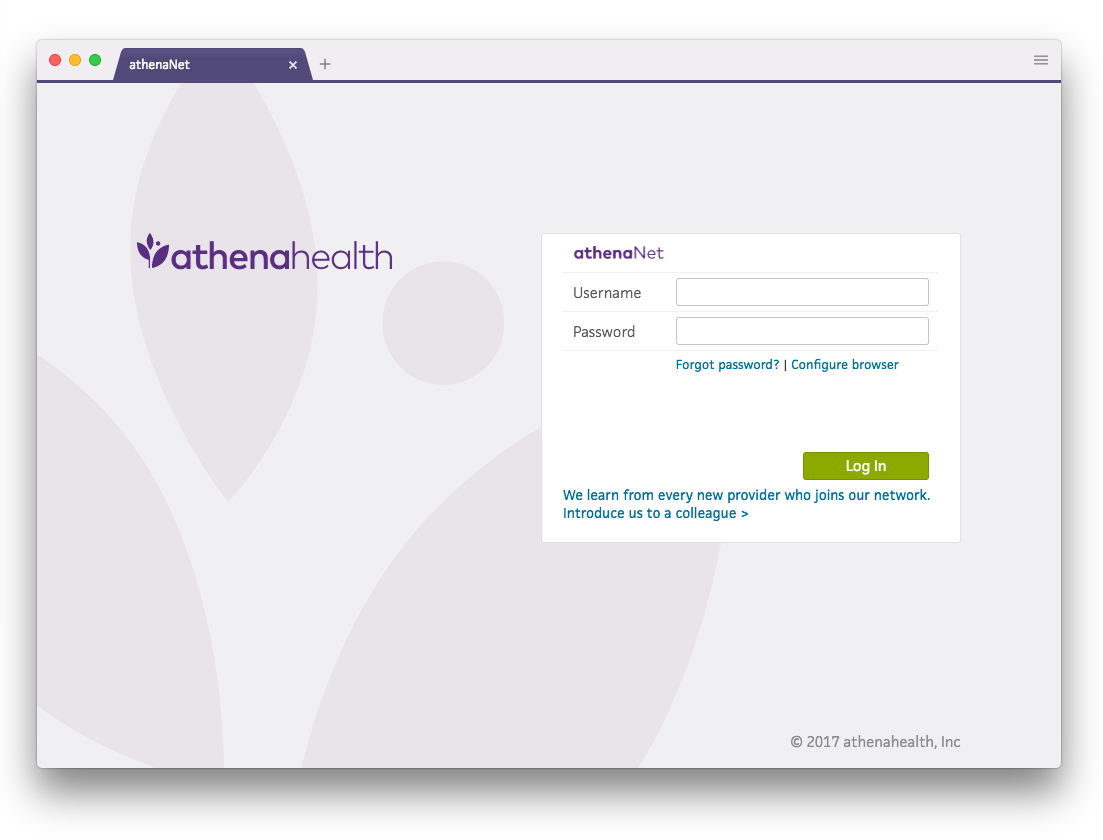 athenaNet
athenahealth
athenaNet
Username
Password
Forgot password? | Configure browser
Log In
We learn from every new provider who joins our network.
Introduce us to a colleague >
© 2017 athenahealth, Inc